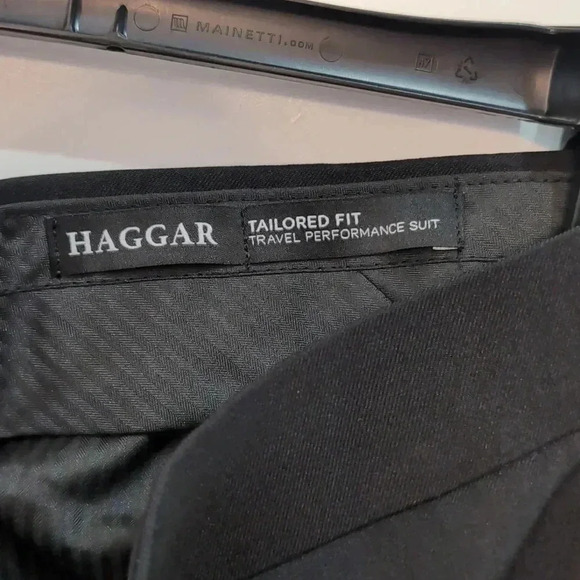 MAINETTI.COM
HAGGAR
TAILORED FIT
TRAVEL PERFORMANCE SUIT